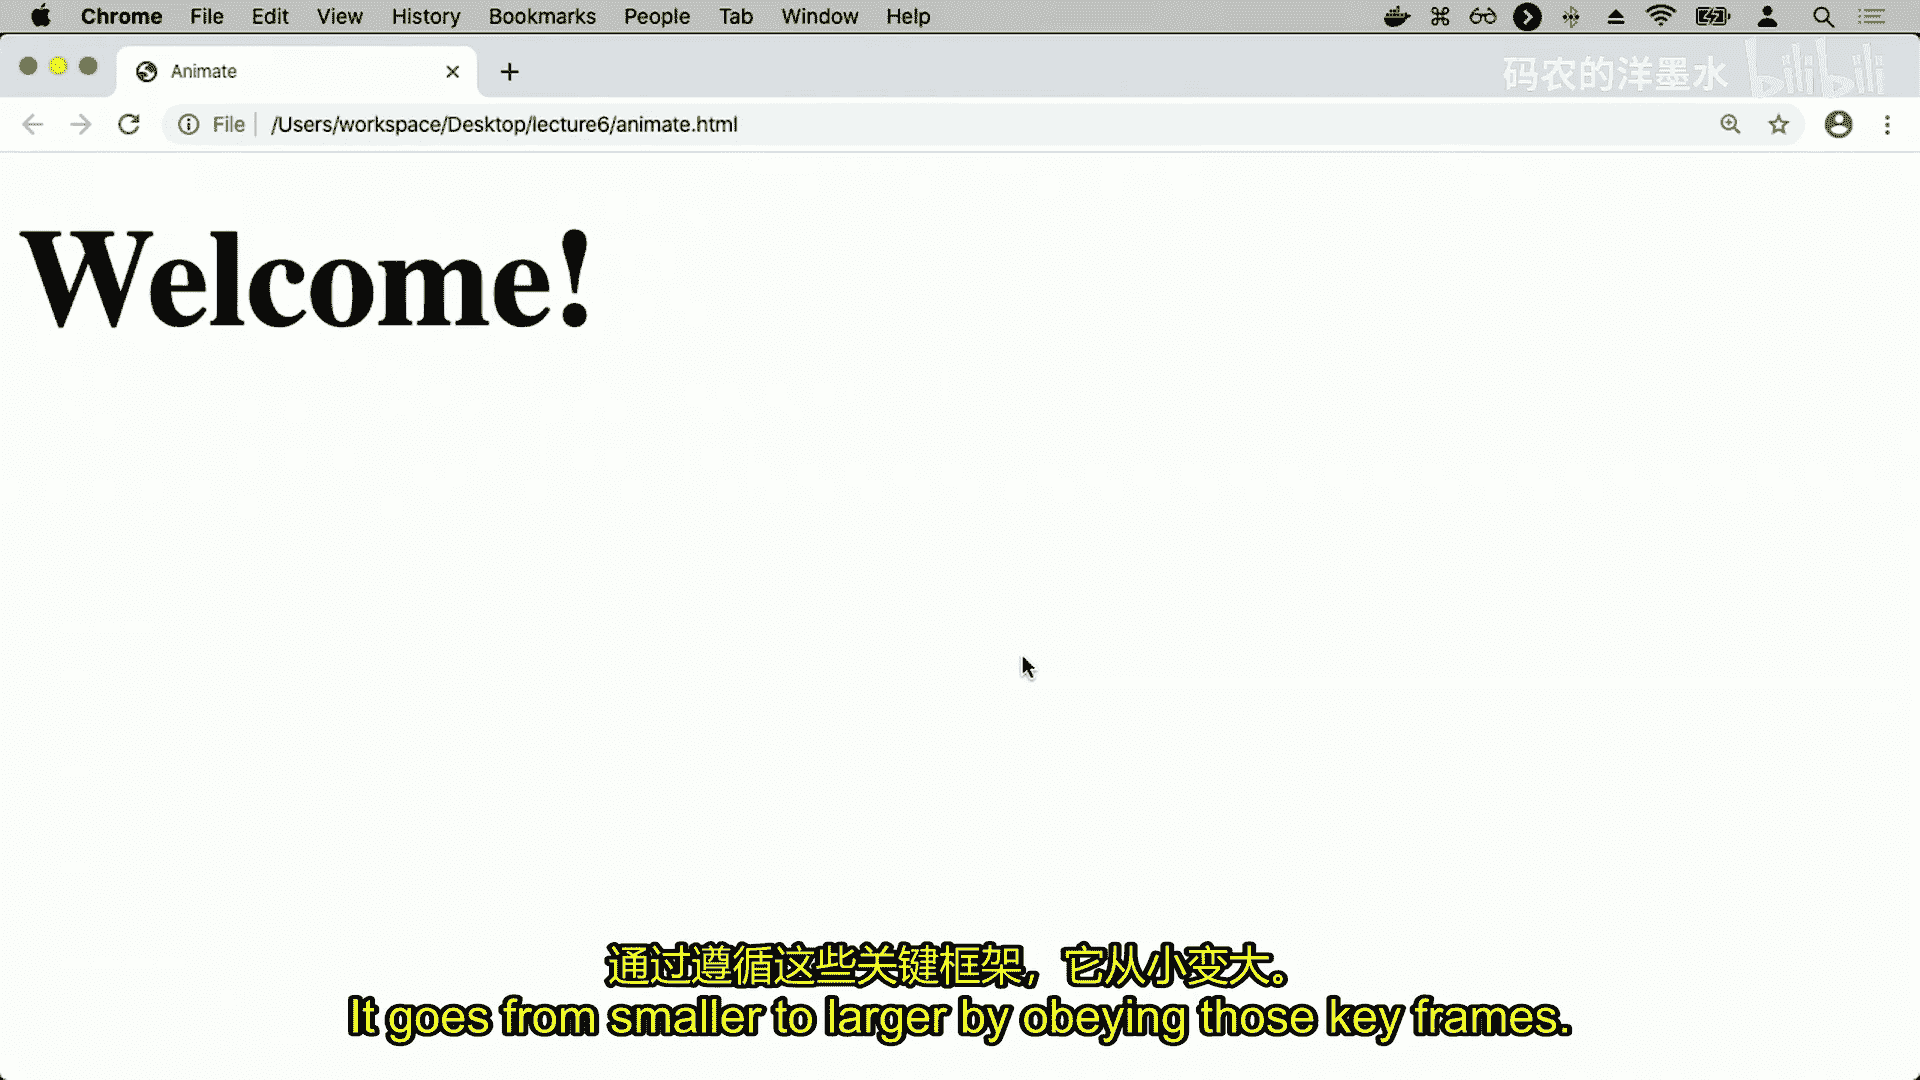 Chrome File Edit View History Bookmarks People Tab Window Help
Animate
码农的洋墨水 bilibili
File /Users/workspace/Desktop/lecture6/animate.html
Welcome!
通过遵循这些关键框架，它从小变大。
It goes from smaller to larger by obeying those key frames.